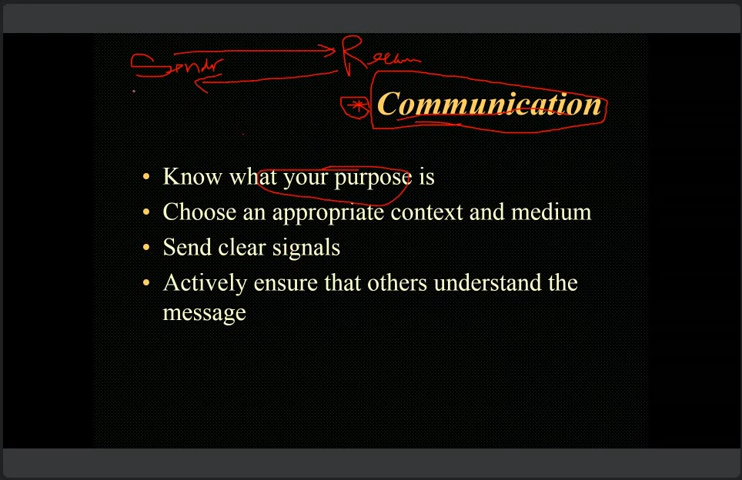 Sender
Communication
• Know what your purpose is
• Choose an appropriate context and medium
• Send clear signals
• Actively ensure that others understand the
message